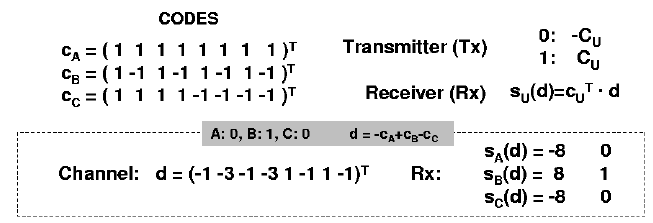 CODES
c_A = ( 1 1 1 1 1 1 1 1 )^T
c_B = ( 1 -1 1 -1 1 -1 1 -1 )^T
c_C = ( 1 1 1 1 -1 -1 -1 -1 )^T
Transmitter (Tx) 0: -C_U
1: C_U
Receiver (Rx) s_U(d)=c_U^T · d
A: 0, B: 1, C: 0 d = -c_A+c_B-c_C
Channel: d = (-1 -3 -1 -3 1 -1 1 -1)^T Rx:
s_A(d) = -8 0
s_B(d) = 8 1
s_C(d) = -8 0